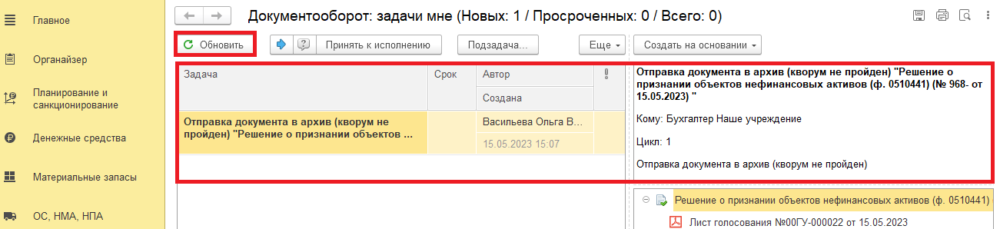 Главное
Органайзер
Планирование и
санкционирование
Денежные средства
Материальные запасы
ОС, НМА, НПА
Документооборот: задачи мне (Новых: 1 / Просроченных: 0 / Всего: 0)
Обновить
Принять к исполнению
Подзадача...
Еще
Создать на основании
Задача
Срок
Автор
Создана
Отправка документа в архив (кворум не
пройден) "Решение о признании объектов ...
Васильева Ольга В...
15.05.2023 15:07
Отправка документа в архив (кворум не пройден) "Решение о
признании объектов нефинансовых активов (ф. 0510441) (№ 968- от
15.05.2023) "
Кому: Бухгалтер Наше учреждение
Цикл: 1
Отправка документа в архив (кворум не пройден)
Решение о признании объектов нефинансовых активов (ф. 0510441) (
Лист голосования №00ГУ-000022 от 15.05.2023